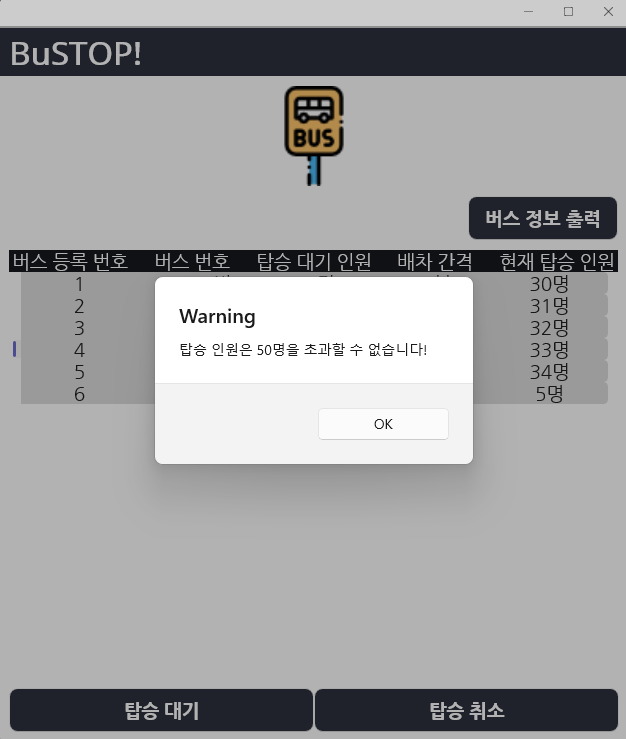 BuSTOP!
BUS
버스 정보 출력
버스 등록 번호 버스 번호 탑승 대기 인원 배차 간격 현재 탑승 인원
1 30명
2 31명
3 32명
4 33명
5 34명
6 5명
Warning
탑승 인원은 50명을 초과할 수 없습니다!
OK
탑승 대기 탑승 취소